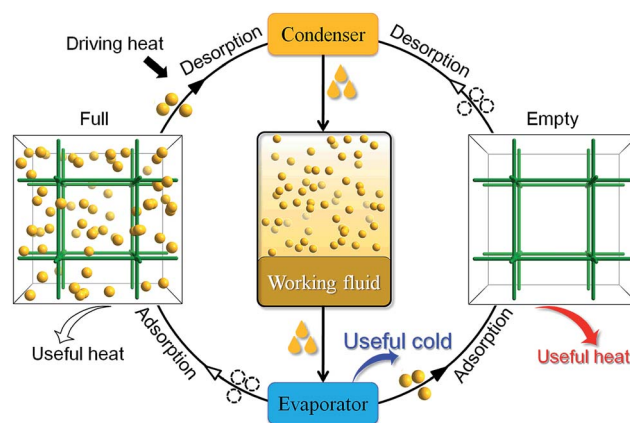 Driving heat
Desorption
Condenser
Desorption
Full
Empty
Working fluid
Useful heat
Adsorption
Useful cold
Evaporator
Adsorption
Useful heat